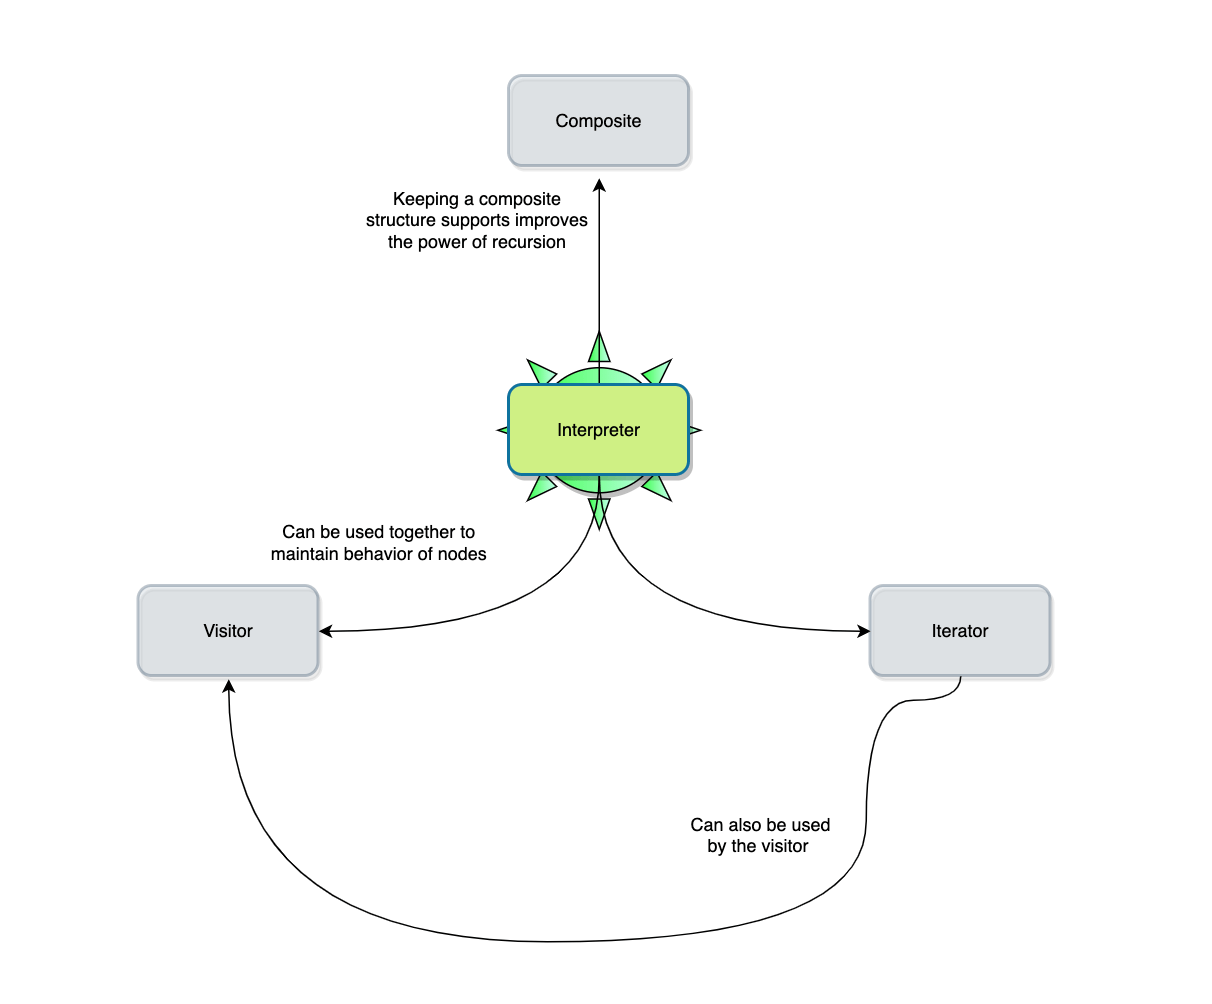 Composite
Keeping a composite
structure supports improves
the power of recursion
Interpreter
Can be used together to
maintain behavior of nodes
Visitor
Iterator
Can also be used
by the visitor